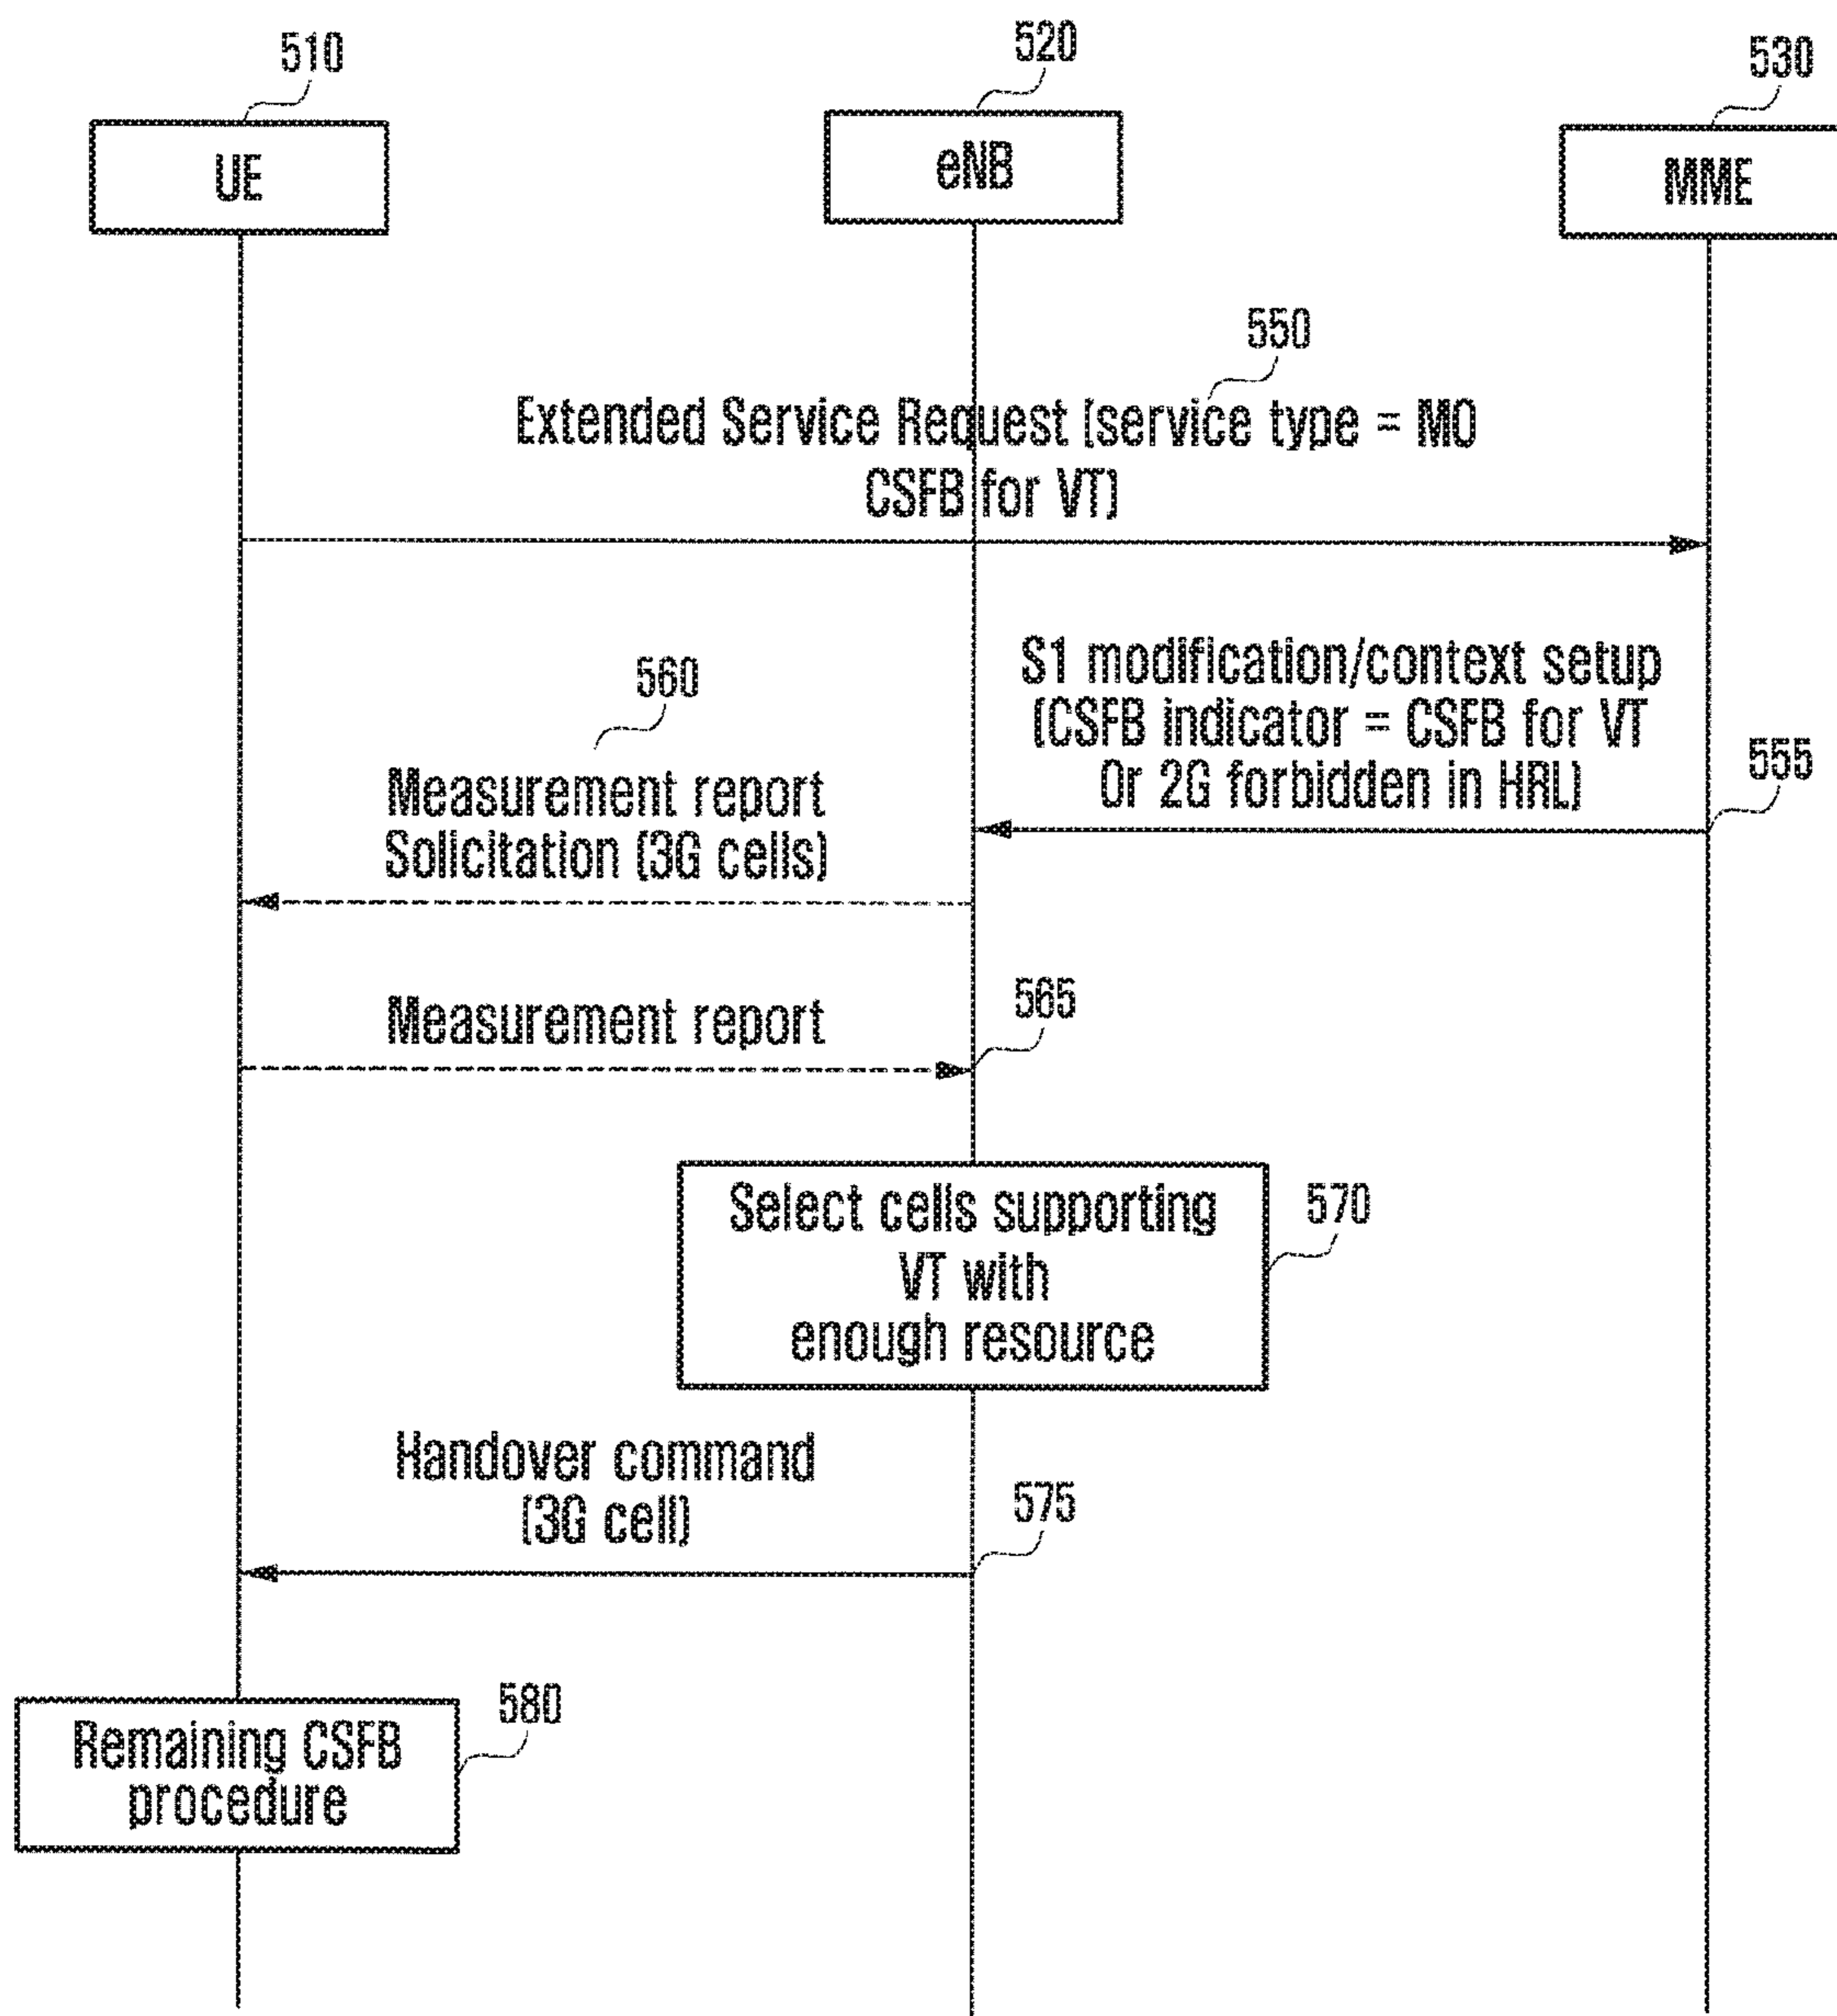 510
520
530
UE
eNB
MME
550
Extended Service Request (service type = MO
CSFB for VT)
S1 modification/context setup
(CSFB indicator = CSFB for VT
Or 2G forbidden in HRL)
555
560
Measurement report
Solicitation (3G cells)
Measurement report
565
Select cells supporting
VT with
enough resource
570
Handover command
(3G cell)
575
Remaining CSFB
procedure
580